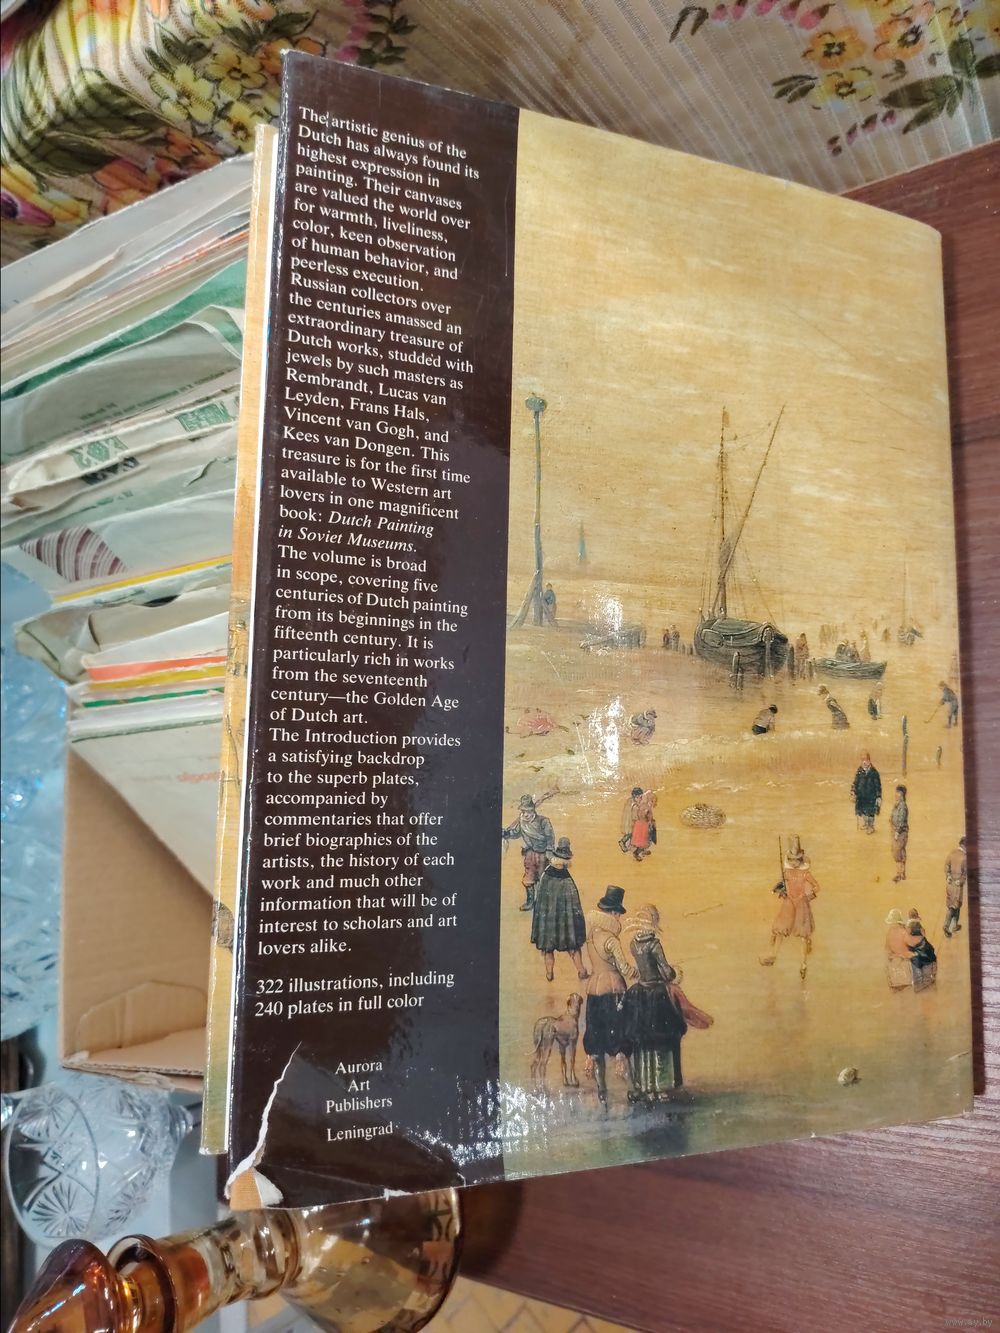 The artistic genius of the
Dutch has always found its
highest expression in
painting. Their canvases
are valued the world over
for warmth, liveliness,
color, keen observation
of human behavior, and
peerless execution.
Russian collectors over
the centuries amassed an
extraordinary treasure of
Dutch works, studded with
jewels by such masters as
Rembrandt, Lucas van
Leyden, Frans Hals,
Vincent van Gogh, and
Kees van Dongen. This
treasure is for the first time
available to Western art
lovers in one magnificent
book: Dutch Painting
in Soviet Museums.
The volume is broad
in scope, covering five
centuries of Dutch painting
from its beginnings in the
fifteenth century. It is
particularly rich in works
from the seventeenth
century—the Golden Age
of Dutch art.
The Introduction provides
a satisfying backdrop
to the superb plates,
accompanied by
commentaries that offer
brief biographies of the
artists, the history of each
work and much other
information that will be of
interest to scholars and art
lovers alike.
322 illustrations, including
240 plates in full color
Aurora
Art
Publishers
Leningrad
www.ay.by